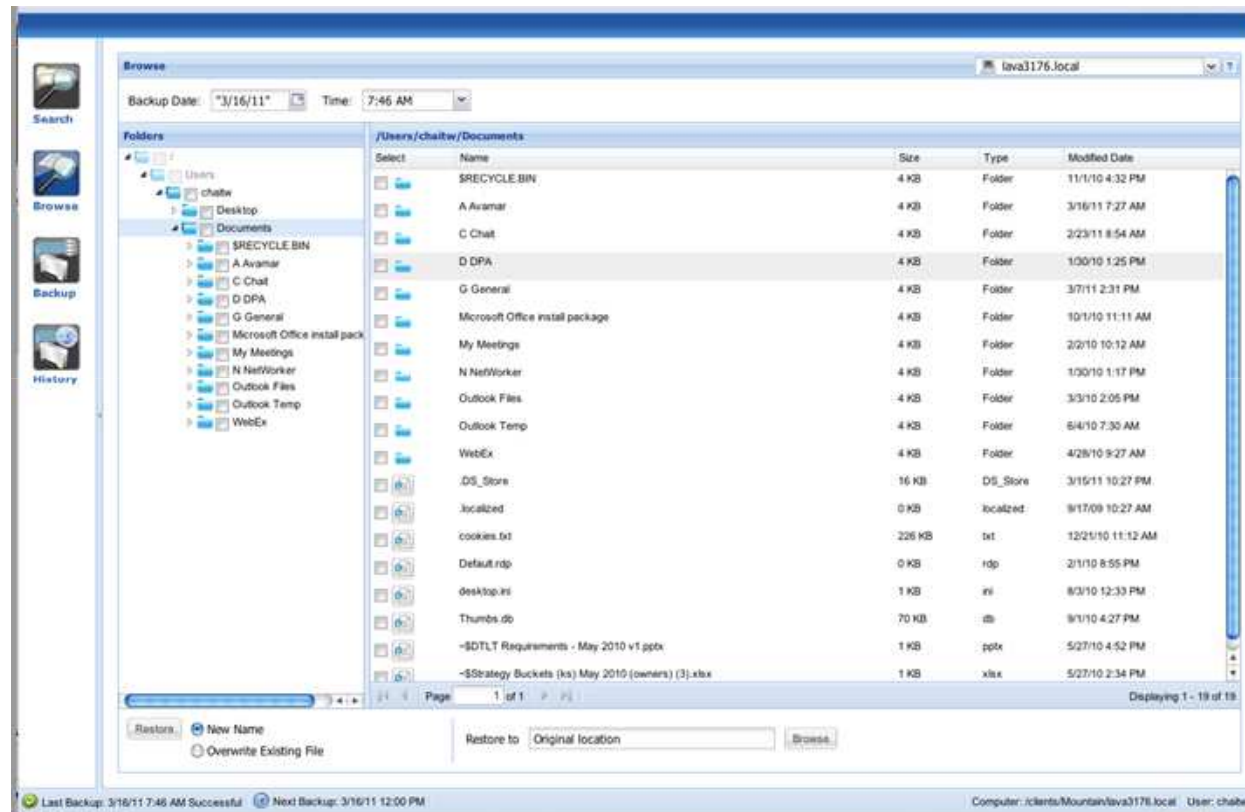 Browse
lava3176.local
?
Backup Date: "3/16/11" Time: 7:46 AM
Search
Browse
Backup
History
Folders
/
Users
chaitw
Desktop
Documents
$RECYCLE.BIN
A Avamar
C Chait
D DPA
G General
Microsoft Office install pack
My Meetings
N NetWorker
Outlook Files
Outlook Temp
WebEx
/Users/chaitw/Documents
Select Name Size Type Modified Date
$RECYCLE.BIN 4 KB Folder 11/1/10 4:32 PM
A Avamar 4 KB Folder 3/16/11 7:27 AM
C Chait 4 KB Folder 2/23/11 8:54 AM
D DPA 4 KB Folder 1/30/10 1:25 PM
G General 4 KB Folder 3/7/11 2:31 PM
Microsoft Office install package 4 KB Folder 10/1/10 11:11 AM
My Meetings 4 KB Folder 2/2/10 10:12 AM
N NetWorker 4 KB Folder 1/30/10 1:17 PM
Outlook Files 4 KB Folder 3/3/10 2:05 PM
Outlook Temp 4 KB Folder 6/4/10 7:30 AM
WebEx 4 KB Folder 4/28/10 9:27 AM
.DS_Store 16 KB DS_Store 3/15/11 10:27 PM
.localized 0 KB localized 9/17/09 10:27 AM
cookies.txt 226 KB txt 12/21/10 11:12 AM
Default.rdp 0 KB rdp 2/1/10 8:55 PM
desktop.ini 1 KB ini 8/3/10 12:33 PM
Thumbs.db 70 KB db 9/1/10 4:27 PM
~$DTLT Requirements - May 2010 v1.pptx 1 KB pptx 5/27/10 4:52 PM
~$Strategy Buckets (ks) May 2010 (owners) (3).xlsx 1 KB xlsx 5/27/10 2:34 PM
Page 1 of 1 Displaying 1 - 19 of 19
Restore New Name
Overwrite Existing File
Restore to Original location Browse
Last Backup: 3/16/11 7:46 AM Successful Next Backup: 3/16/11 12:00 PM Computer: /clients/Mountain/lava3176.local User: chaitw